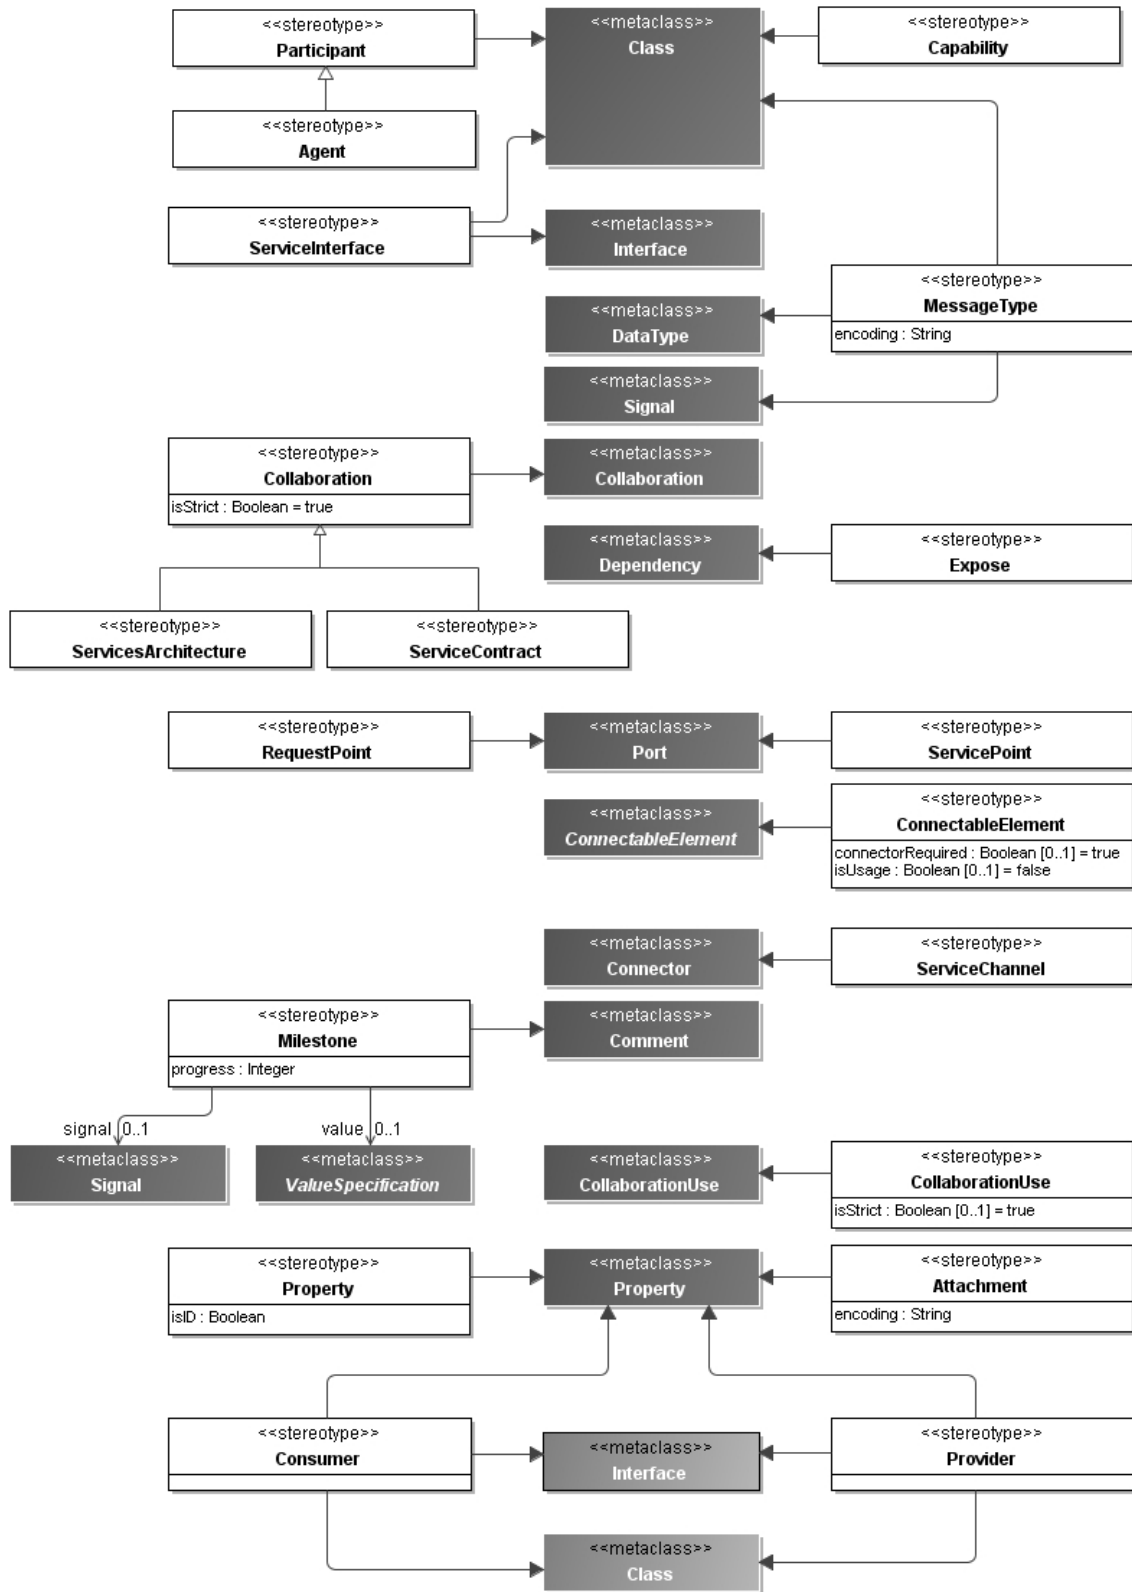 <<stereotype>>
Participant
<<metaclass>>
Class
<<stereotype>>
Capability
<<stereotype>>
Agent
<<stereotype>>
ServiceInterface
<<metaclass>>
Interface
<<stereotype>>
MessageType
encoding : String
<<metaclass>>
DataType
<<metaclass>>
Signal
<<stereotype>>
Collaboration
isStrict : Boolean = true
<<metaclass>>
Collaboration
<<metaclass>>
Dependency
<<stereotype>>
Expose
<<stereotype>>
ServicesArchitecture
<<stereotype>>
ServiceContract
<<stereotype>>
RequestPoint
<<metaclass>>
Port
<<stereotype>>
ServicePoint
<<metaclass>>
ConnectableElement
<<stereotype>>
ConnectableElement
connectorRequired : Boolean [0..1] = true
isUsage : Boolean [0..1] = false
<<metaclass>>
Connector
<<stereotype>>
ServiceChannel
<<stereotype>>
Milestone
progress : Integer
<<metaclass>>
Comment
signal 0..1
value 0..1
<<metaclass>>
Signal
<<metaclass>>
ValueSpecification
<<metaclass>>
CollaborationUse
<<stereotype>>
CollaborationUse
isStrict : Boolean [0..1] = true
<<stereotype>>
Property
isID : Boolean
<<metaclass>>
Property
<<stereotype>>
Attachment
encoding : String
<<stereotype>>
Consumer
<<metaclass>>
Interface
<<stereotype>>
Provider
<<metaclass>>
Class